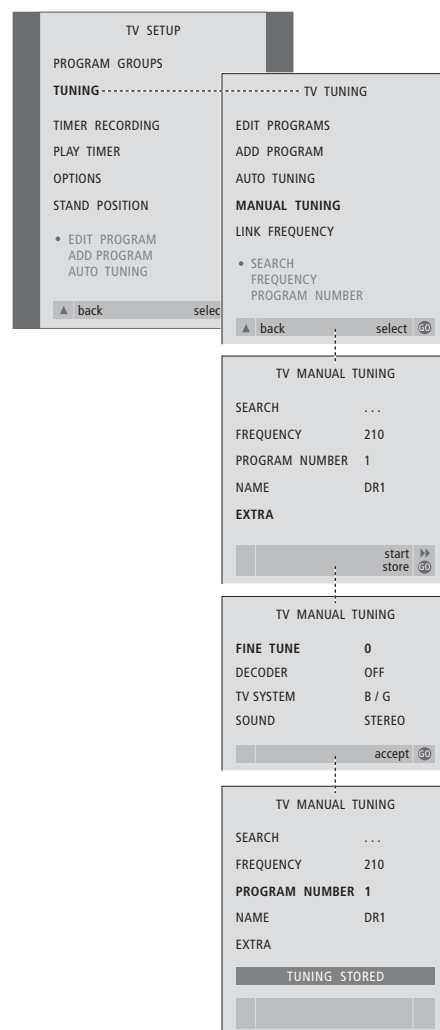 TV SETUP
PROGRAM GROUPS
TUNING
TIMER RECORDING
PLAY TIMER
OPTIONS
STAND POSITION
• EDIT PROGRAM
ADD PROGRAM
AUTO TUNING
▲ back selec
TV TUNING
EDIT PROGRAMS
ADD PROGRAM
AUTO TUNING
MANUAL TUNING
LINK FREQUENCY
• SEARCH
FREQUENCY
PROGRAM NUMBER
▲ back select GO
TV MANUAL TUNING
SEARCH . . .
FREQUENCY 210
PROGRAM NUMBER 1
NAME DR1
EXTRA
start
store GO
TV MANUAL TUNING
FINE TUNE 0
DECODER OFF
TV SYSTEM B / G
SOUND STEREO
accept GO
TV MANUAL TUNING
SEARCH . . .
FREQUENCY 210
PROGRAM NUMBER 1
NAME DR1
EXTRA
TUNING STORED